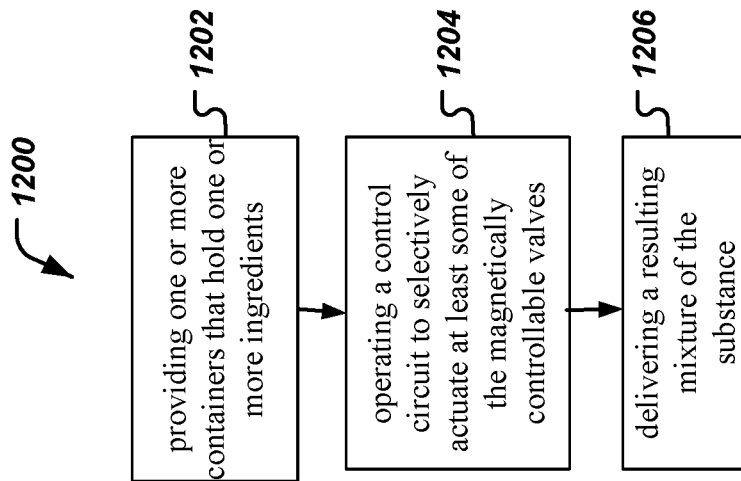 1200
1202
providing one or more
containers that hold one or
more ingredients
1204
operating a control
circuit to selectively
actuate at least some of
the magnetically
controllable valves
1206
delivering a resulting
mixture of the
substance